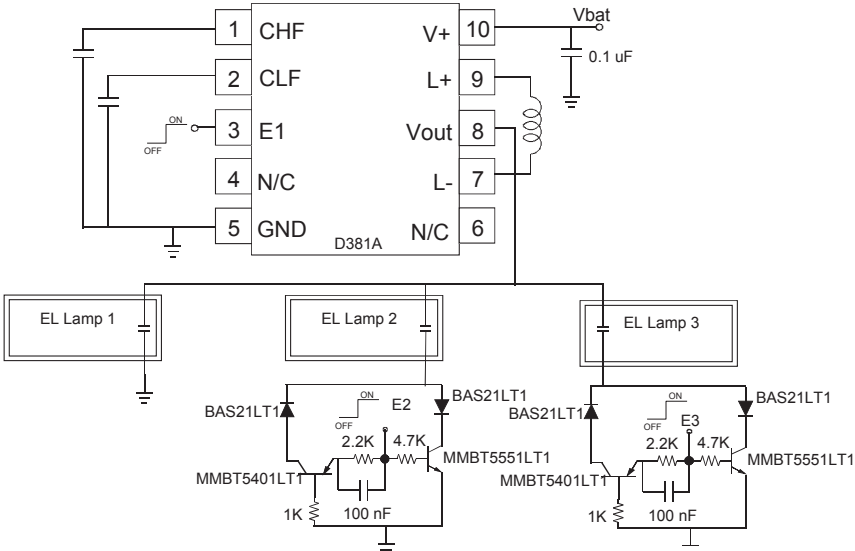 1 CHF
2 CLF
3 E1
4 N/C
5 GND
V+ 10
L+ 9
Vout 8
L- 7
N/C 6
D381A
Vbat
0.1 uF
ON
OFF
EL Lamp 1
EL Lamp 2
EL Lamp 3
BAS21LT1
ON
OFF
E2
BAS21LT1
2.2K
4.7K
MMBT5401LT1
MMBT5551LT1
1K
100 nF
BAS21LT1
ON
OFF
E3
BAS21LT1
2.2K
4.7K
MMBT5401LT1
MMBT5551LT1
1K
100 nF